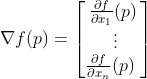 ∇f(p) = [ ∂f/∂x₁ (p)
⋮
∂f/∂xₙ (p) ]